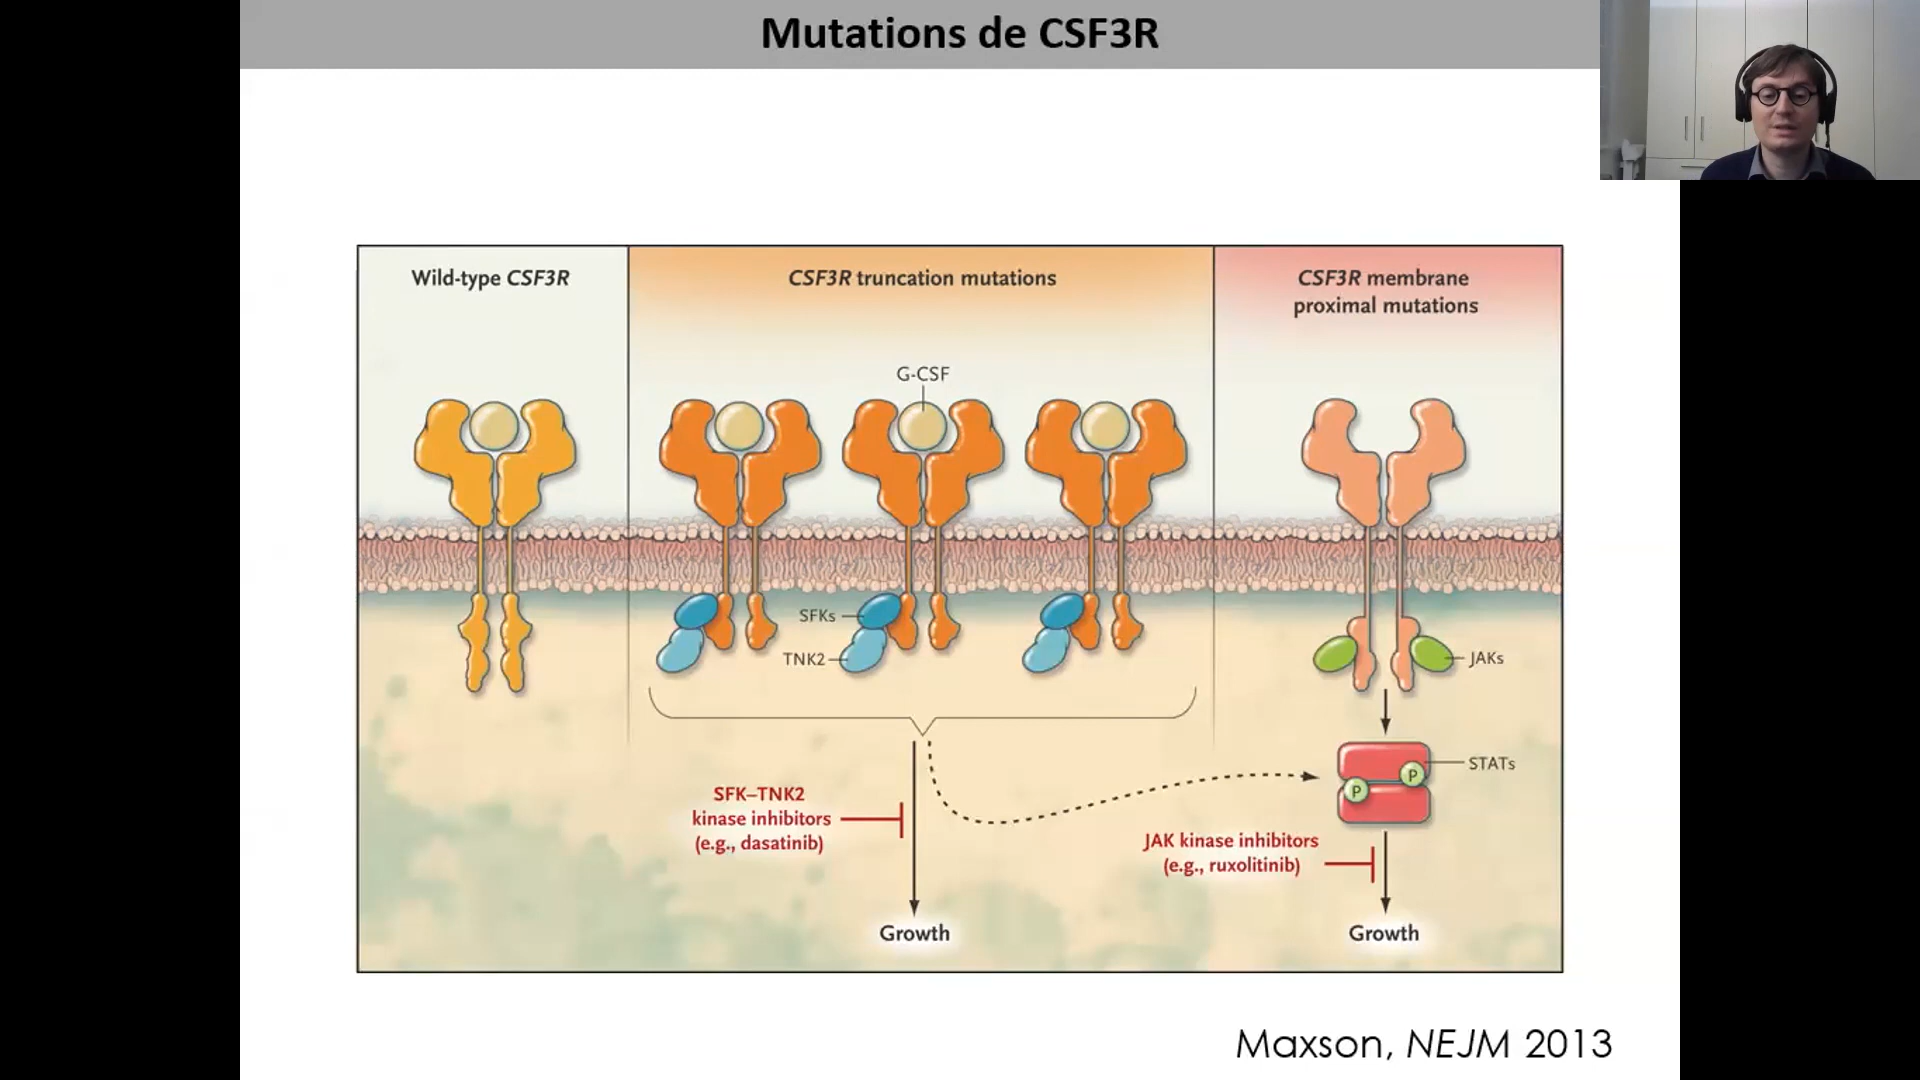 Mutations de CSF3R
Wild-type CSF3R
CSF3R truncation mutations
CSF3R membrane
proximal mutations
G-CSF
SFKs
TNK2
JAKs
STATs
P
P
SFK–TNK2
kinase inhibitors
(e.g., dasatinib)
JAK kinase inhibitors
(e.g., ruxolitinib)
Growth
Growth
Maxson, NEJM 2013